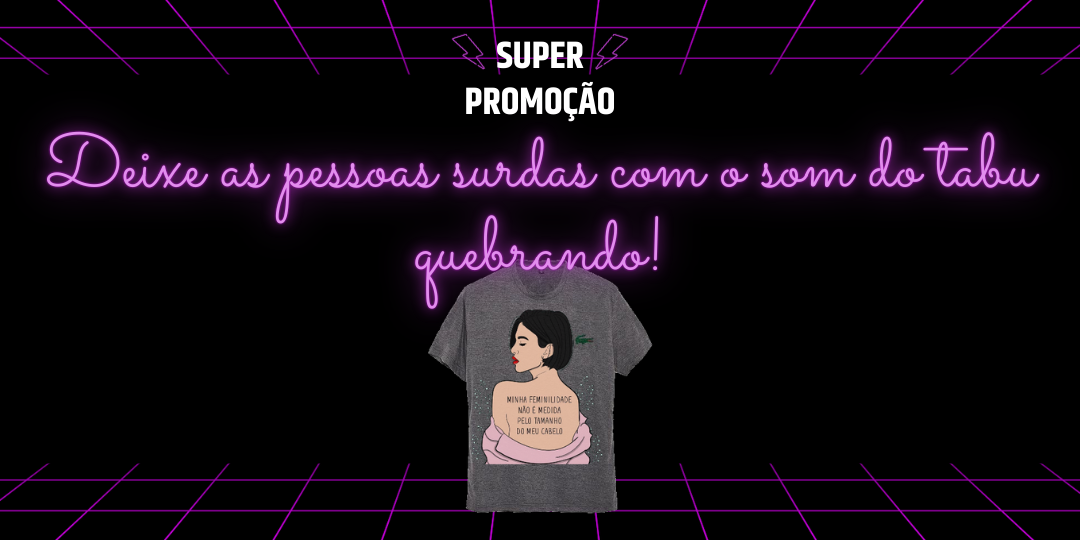 SUPER
PROMOÇÃO
Deixe as pessoas surdas com o som do tabu
quebrando!
MINHA FEMINILIDADE
NÃO É MEDIDA
PELO TAMANHO
DO MEU CABELO